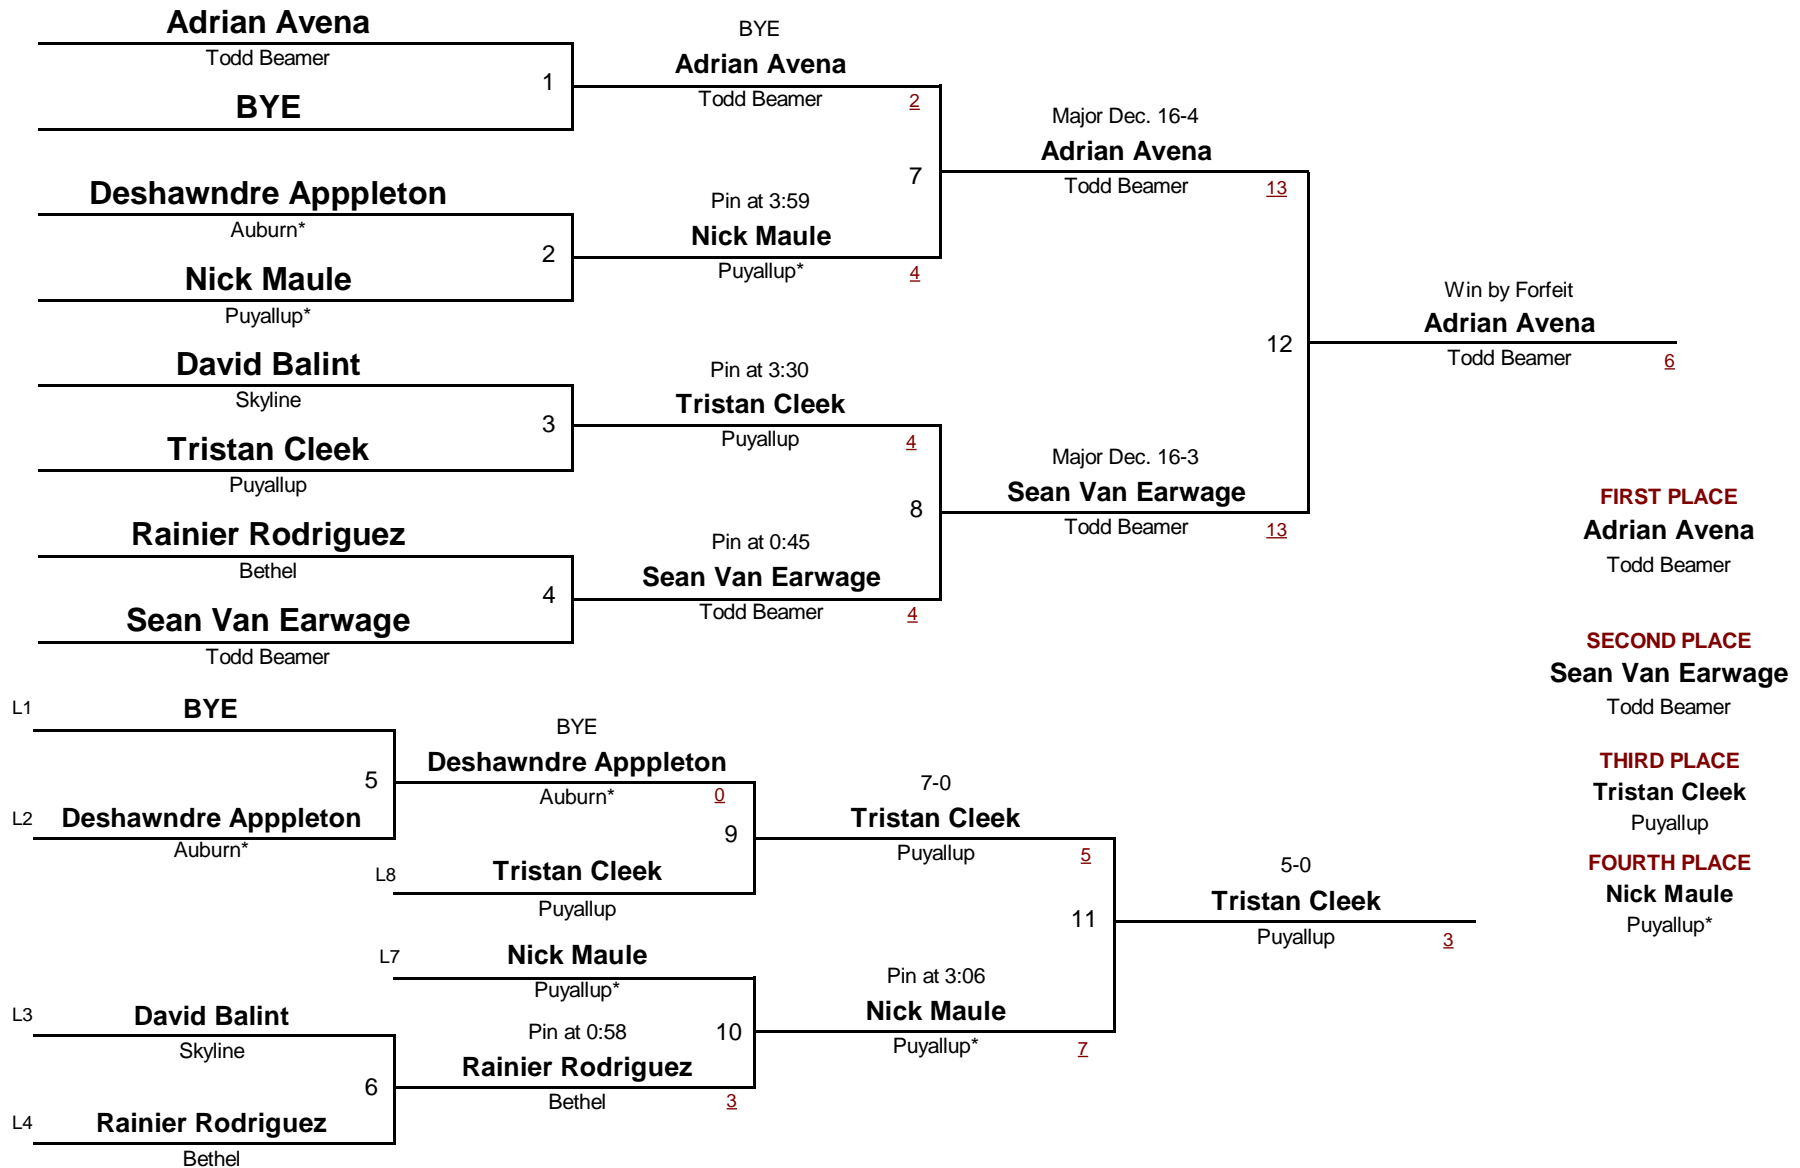 Adrian Avena
Todd Beamer
1
BYE
Deshawndre Apppleton
Auburn*
2
Nick Maule
Puyallup*
David Balint
Skyline
3
Tristan Cleek
Puyallup
Rainier Rodriguez
Bethel
4
Sean Van Earwage
Todd Beamer
BYE
Adrian Avena
Todd Beamer 2
7
Pin at 3:59
Nick Maule
Puyallup* 4
Pin at 3:30
Tristan Cleek
Puyallup 4
8
Pin at 0:45
Sean Van Earwage
Todd Beamer 4
Major Dec. 16-4
Adrian Avena
Todd Beamer 13
12
Major Dec. 16-3
Sean Van Earwage
Todd Beamer 13
Win by Forfeit
Adrian Avena
Todd Beamer 6
FIRST PLACE
Adrian Avena
Todd Beamer
SECOND PLACE
Sean Van Earwage
Todd Beamer
THIRD PLACE
Tristan Cleek
Puyallup
FOURTH PLACE
Nick Maule
Puyallup*
L1 BYE
5
L2 Deshawndre Apppleton
Auburn*
L3 David Balint
Skyline
6
L4 Rainier Rodriguez
Bethel
BYE
Deshawndre Apppleton
Auburn* 0
9
L8 Tristan Cleek
Puyallup
L7 Nick Maule
Puyallup*
Pin at 0:58 10
Rainier Rodriguez
Bethel 3
7-0
Tristan Cleek
Puyallup 5
11
Pin at 3:06
Nick Maule
Puyallup* 7
5-0
Tristan Cleek
Puyallup 3